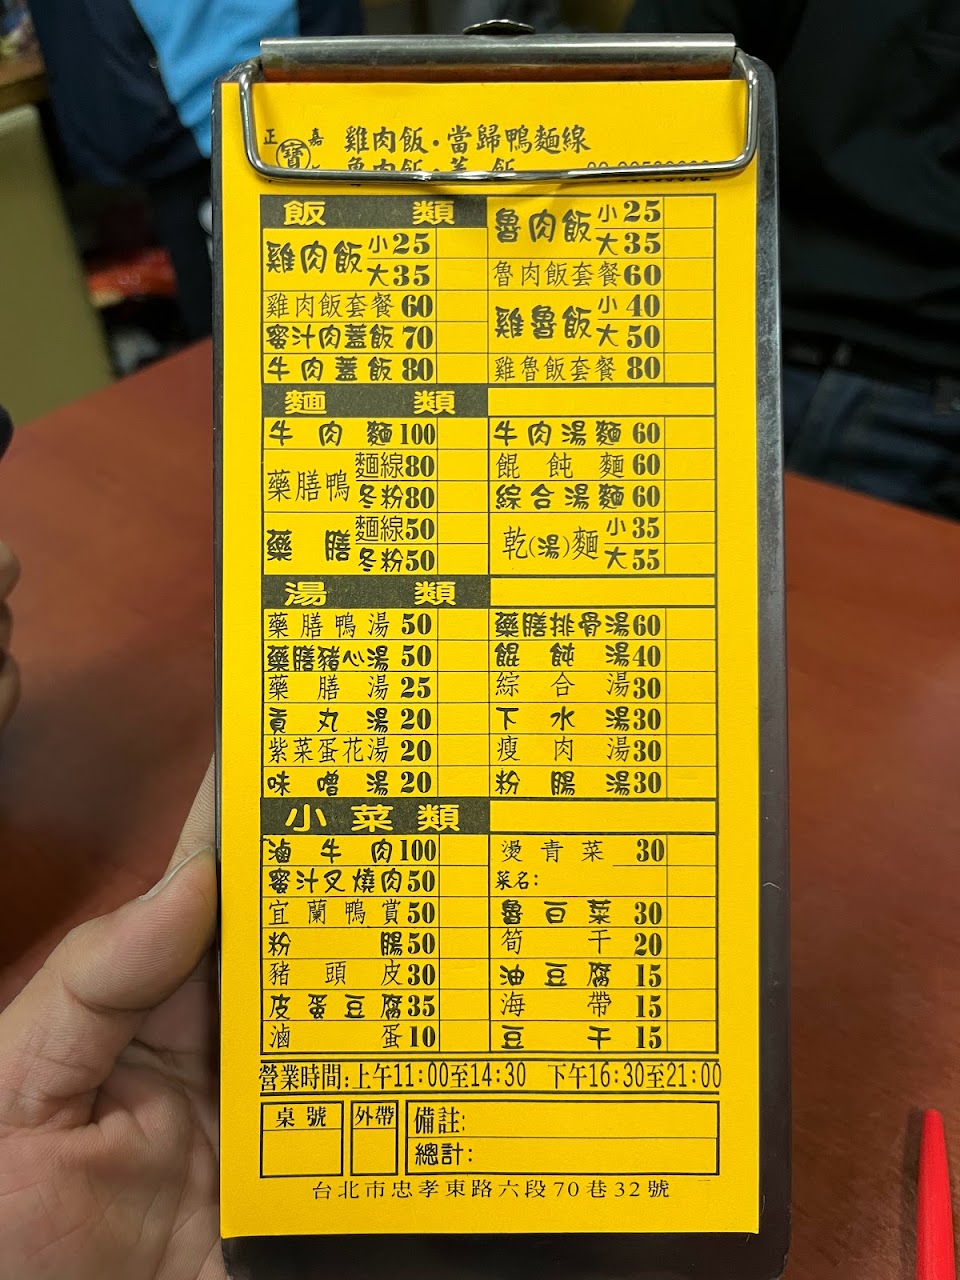 正 嘉
寶
雞肉飯·當歸鴨麵線
魯肉飯·蓋 飯
飯 類
雞肉飯 小25
大35
雞肉飯套餐60
蜜汁肉蓋飯70
牛肉蓋飯80
魯肉飯 小25
大35
魯肉飯套餐60
雞魯飯 小40
大50
雞魯飯套餐80
麵 類
牛肉麵100
藥膳鴨 麵線80
冬粉80
藥膳 麵線50
冬粉50
牛肉湯麵60
餛飩麵60
綜合湯麵60
乾(湯)麵 小35
大55
湯 類
藥膳鴨湯50
藥膳豬心湯50
藥膳湯25
貢丸湯20
紫菜蛋花湯20
味噌湯20
藥膳排骨湯60
餛飩湯40
綜合湯30
下水湯30
瘦肉湯30
粉腸湯30
小菜類
滷牛肉100
蜜汁叉燒肉50
宜蘭鴨賞50
粉腸50
豬頭皮30
皮蛋豆腐35
滷蛋10
燙青菜 30
菜名:
魯白菜30
筍干20
油豆腐15
海帶15
豆干15
營業時間:上午11:00至14:30 下午16:30至21:00
桌號
外帶
備註:
總計:
台北市忠孝東路六段70巷32號